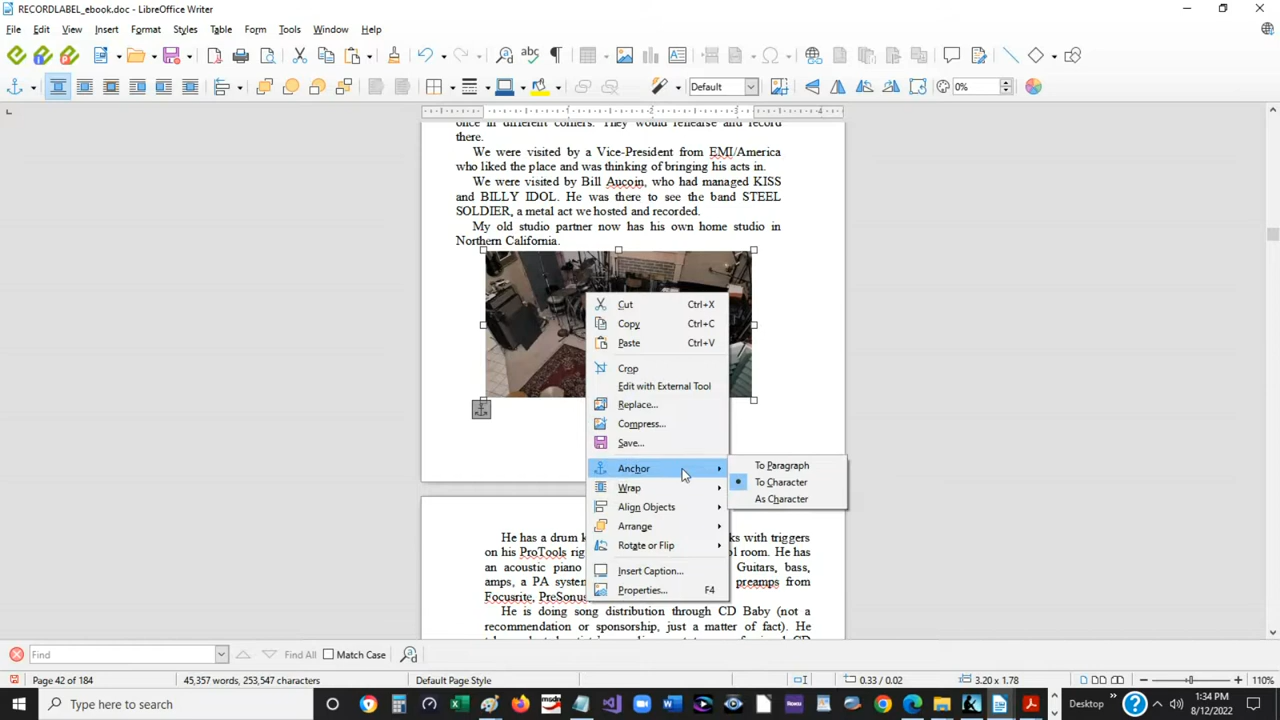 RECORDLABEL_ebook.doc - LibreOffice Writer
File Edit View Insert Format Styles Table Form Tools Window Help
Default
0%
once in different corners. They would rehearse and record
there.
We were visited by a Vice-President from EMI/America
who liked the place and was thinking of bringing his acts in.
We were visited by Bill Aucoin, who had managed KISS
and BILLY IDOL. He was there to see the band STEEL
SOLDIER, a metal act we hosted and recorded.
My old studio partner now has his own home studio in
Northern California.
Cut Ctrl+X
Copy Ctrl+C
Paste Ctrl+V
Crop
Edit with External Tool
Replace...
Compress...
Save...
Anchor
Wrap
Align Objects
Arrange
Rotate or Flip
Insert Caption...
Properties... F4
To Paragraph
To Character
As Character
He has a drum ks with triggers
on his ProTools ol room. He has
an acoustic piano Guitars, bass,
amps, a PA system preamps from
Focusrite, PreSonus
He is doing song distribution through CD Baby (not a
recommendation or sponsorship, just a matter of fact). He
Find Find All Match Case
Page 42 of 184 45,357 words, 253,547 characters Default Page Style 0.33 / 0.02 3.20 x 1.78 110%
Type here to search
Desktop
1:34 PM
8/12/2022